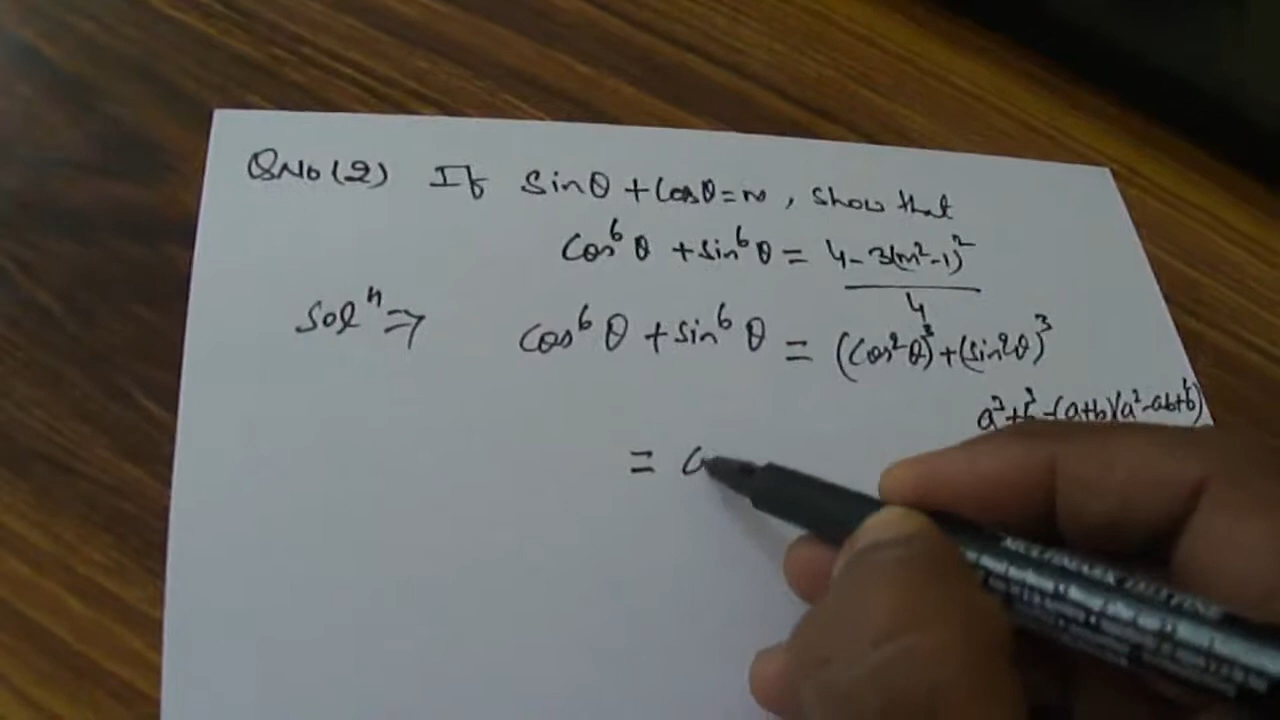 QNo(2) If sinθ + cosθ = m, show that
cos⁶θ + sin⁶θ = 4-3(m²-1)²
4
Solⁿ ⇒ cos⁶θ + sin⁶θ = (cos²θ)³ + (sin²θ)³
a³+b³ = (a+b)(a²-ab+b²)
=